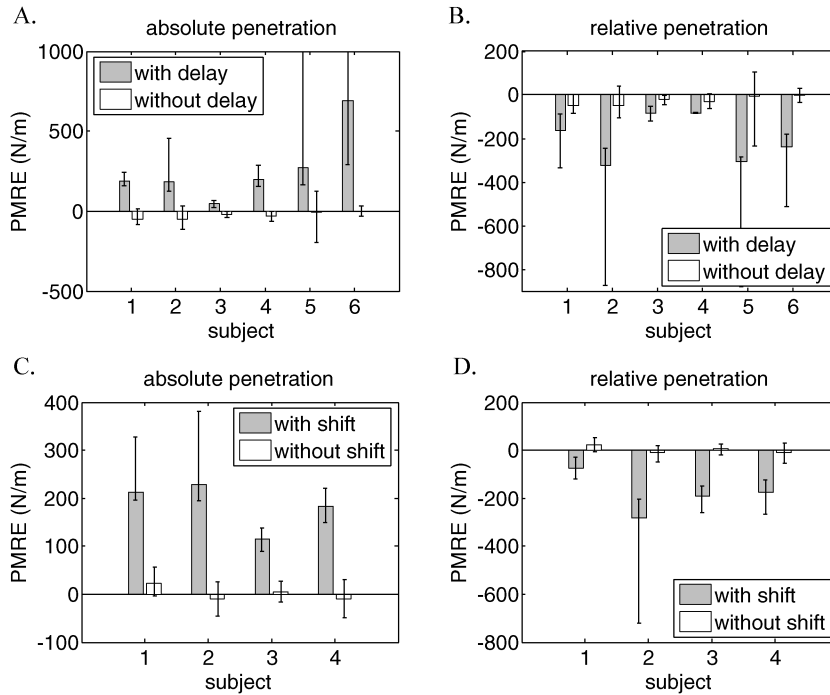 A.
absolute penetration
PMRE (N/m)
1000
500
0
-500
with delay
without delay
1 2 3 4 5 6
subject
B.
relative penetration
PMRE (N/m)
200
0
-200
-400
-600
-800
with delay
without delay
1 2 3 4 5 6
subject
C.
absolute penetration
PMRE (N/m)
400
300
200
100
0
-100
with shift
without shift
1 2 3 4
subject
D.
relative penetration
PMRE (N/m)
200
0
-200
-400
-600
-800
with shift
without shift
1 2 3 4
subject